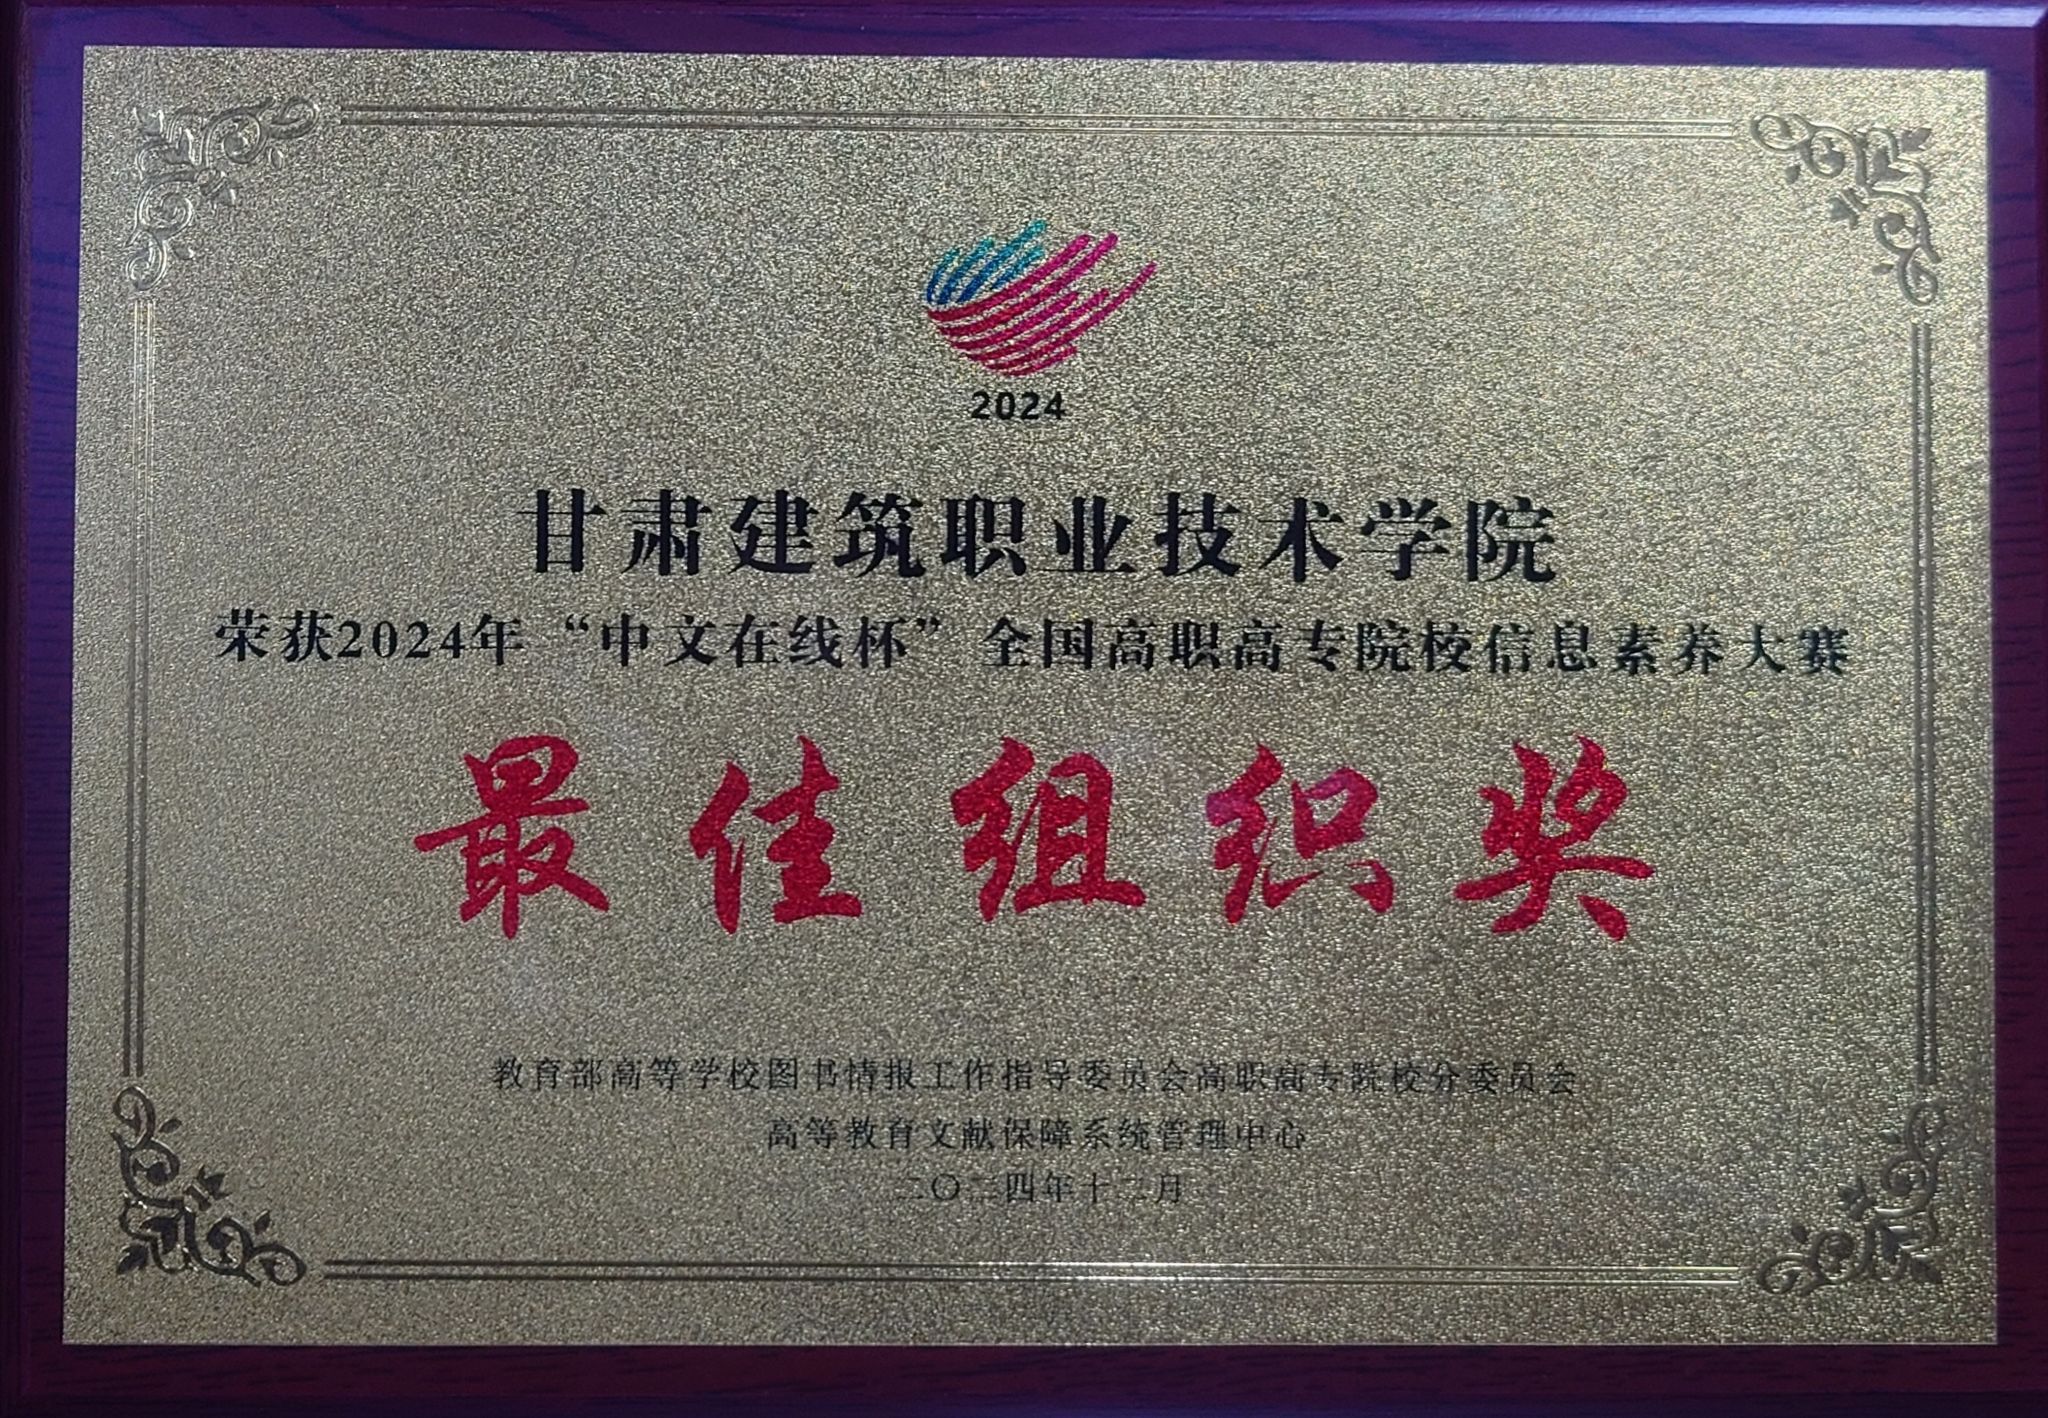 2024
甘肃建筑职业技术学院
荣获2024年“中文在线杯”全国高职高专院校信息素养大赛
最佳组织奖
教育部高等学校图书情报工作指导委员会高职高专院校分委员会
高等教育文献保障系统管理中心
二〇二四年十二月